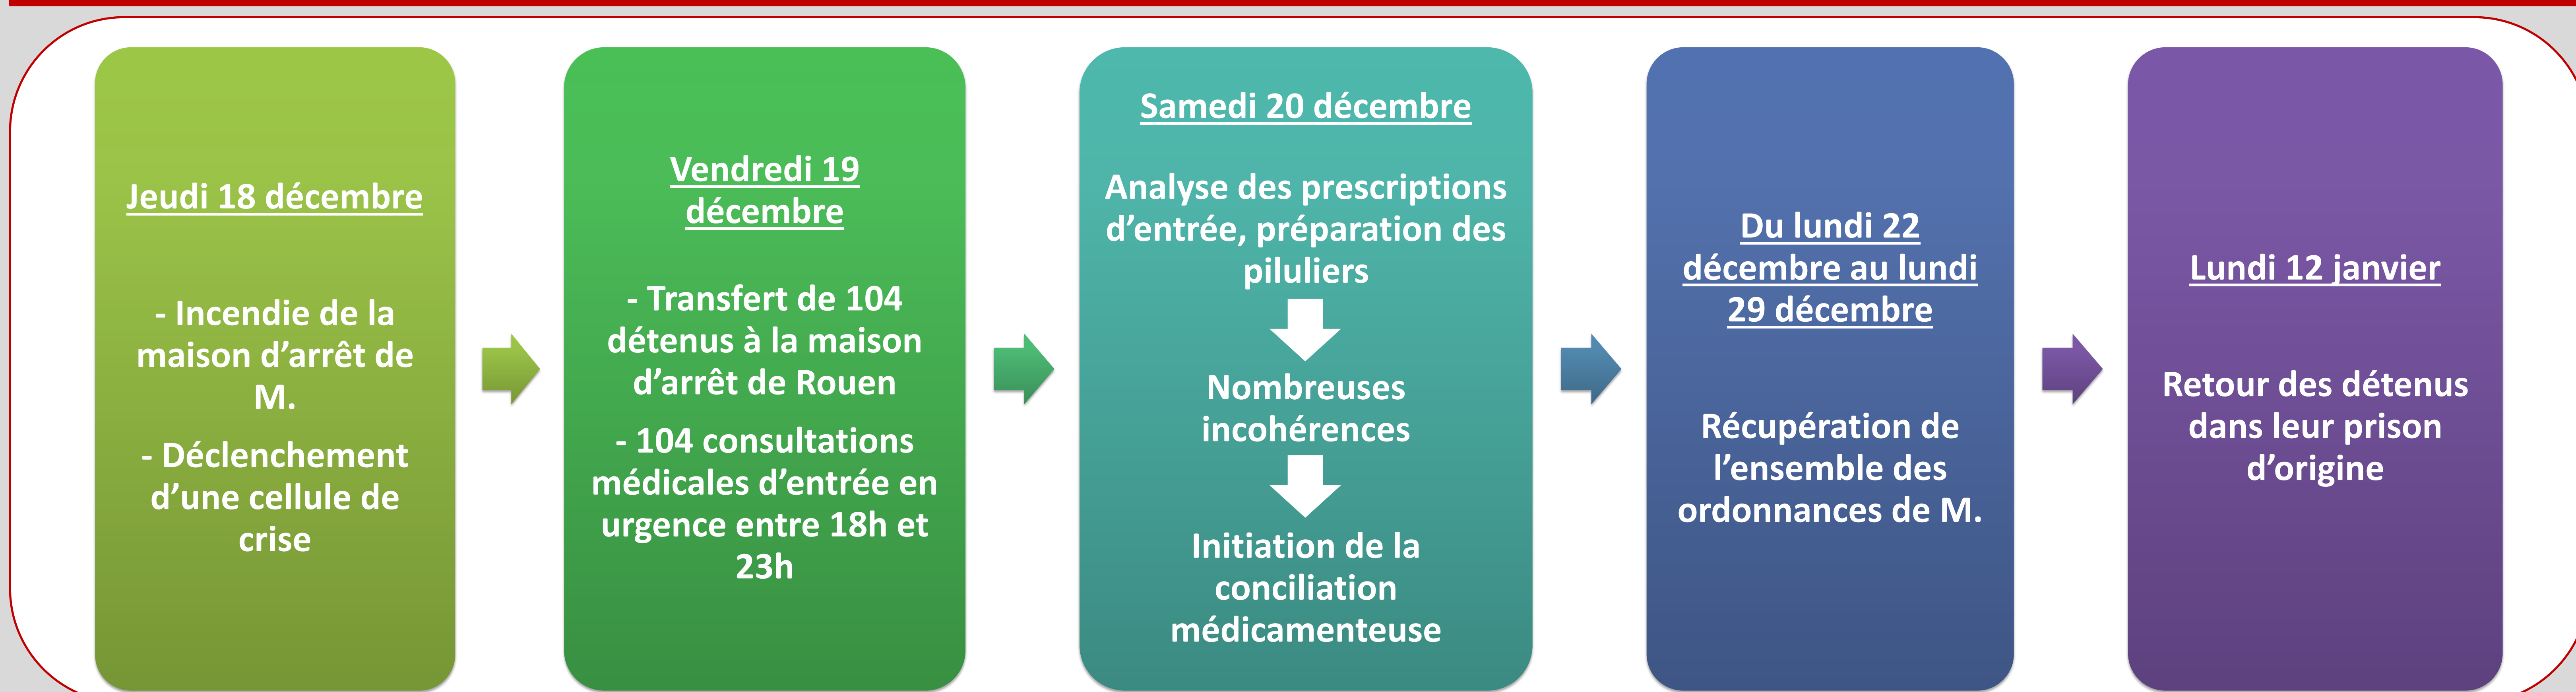 Jeudi 18 décembre
- Incendie de la
maison d’arrêt de
M.
- Déclenchement
d’une cellule de
crise
Vendredi 19
décembre
- Transfert de 104
détenus à la maison
d’arrêt de Rouen
- 104 consultations
médicales d’entrée en
urgence entre 18h et
23h
Samedi 20 décembre
Analyse des prescriptions
d’entrée, préparation des
piluliers
Nombreuses
incohérences
Initiation de la
conciliation
médicamenteuse
Du lundi 22
décembre au lundi
29 décembre
Récupération de
l’ensemble des
ordonnances de M.
Lundi 12 janvier
Retour des détenus
dans leur prison
d’origine